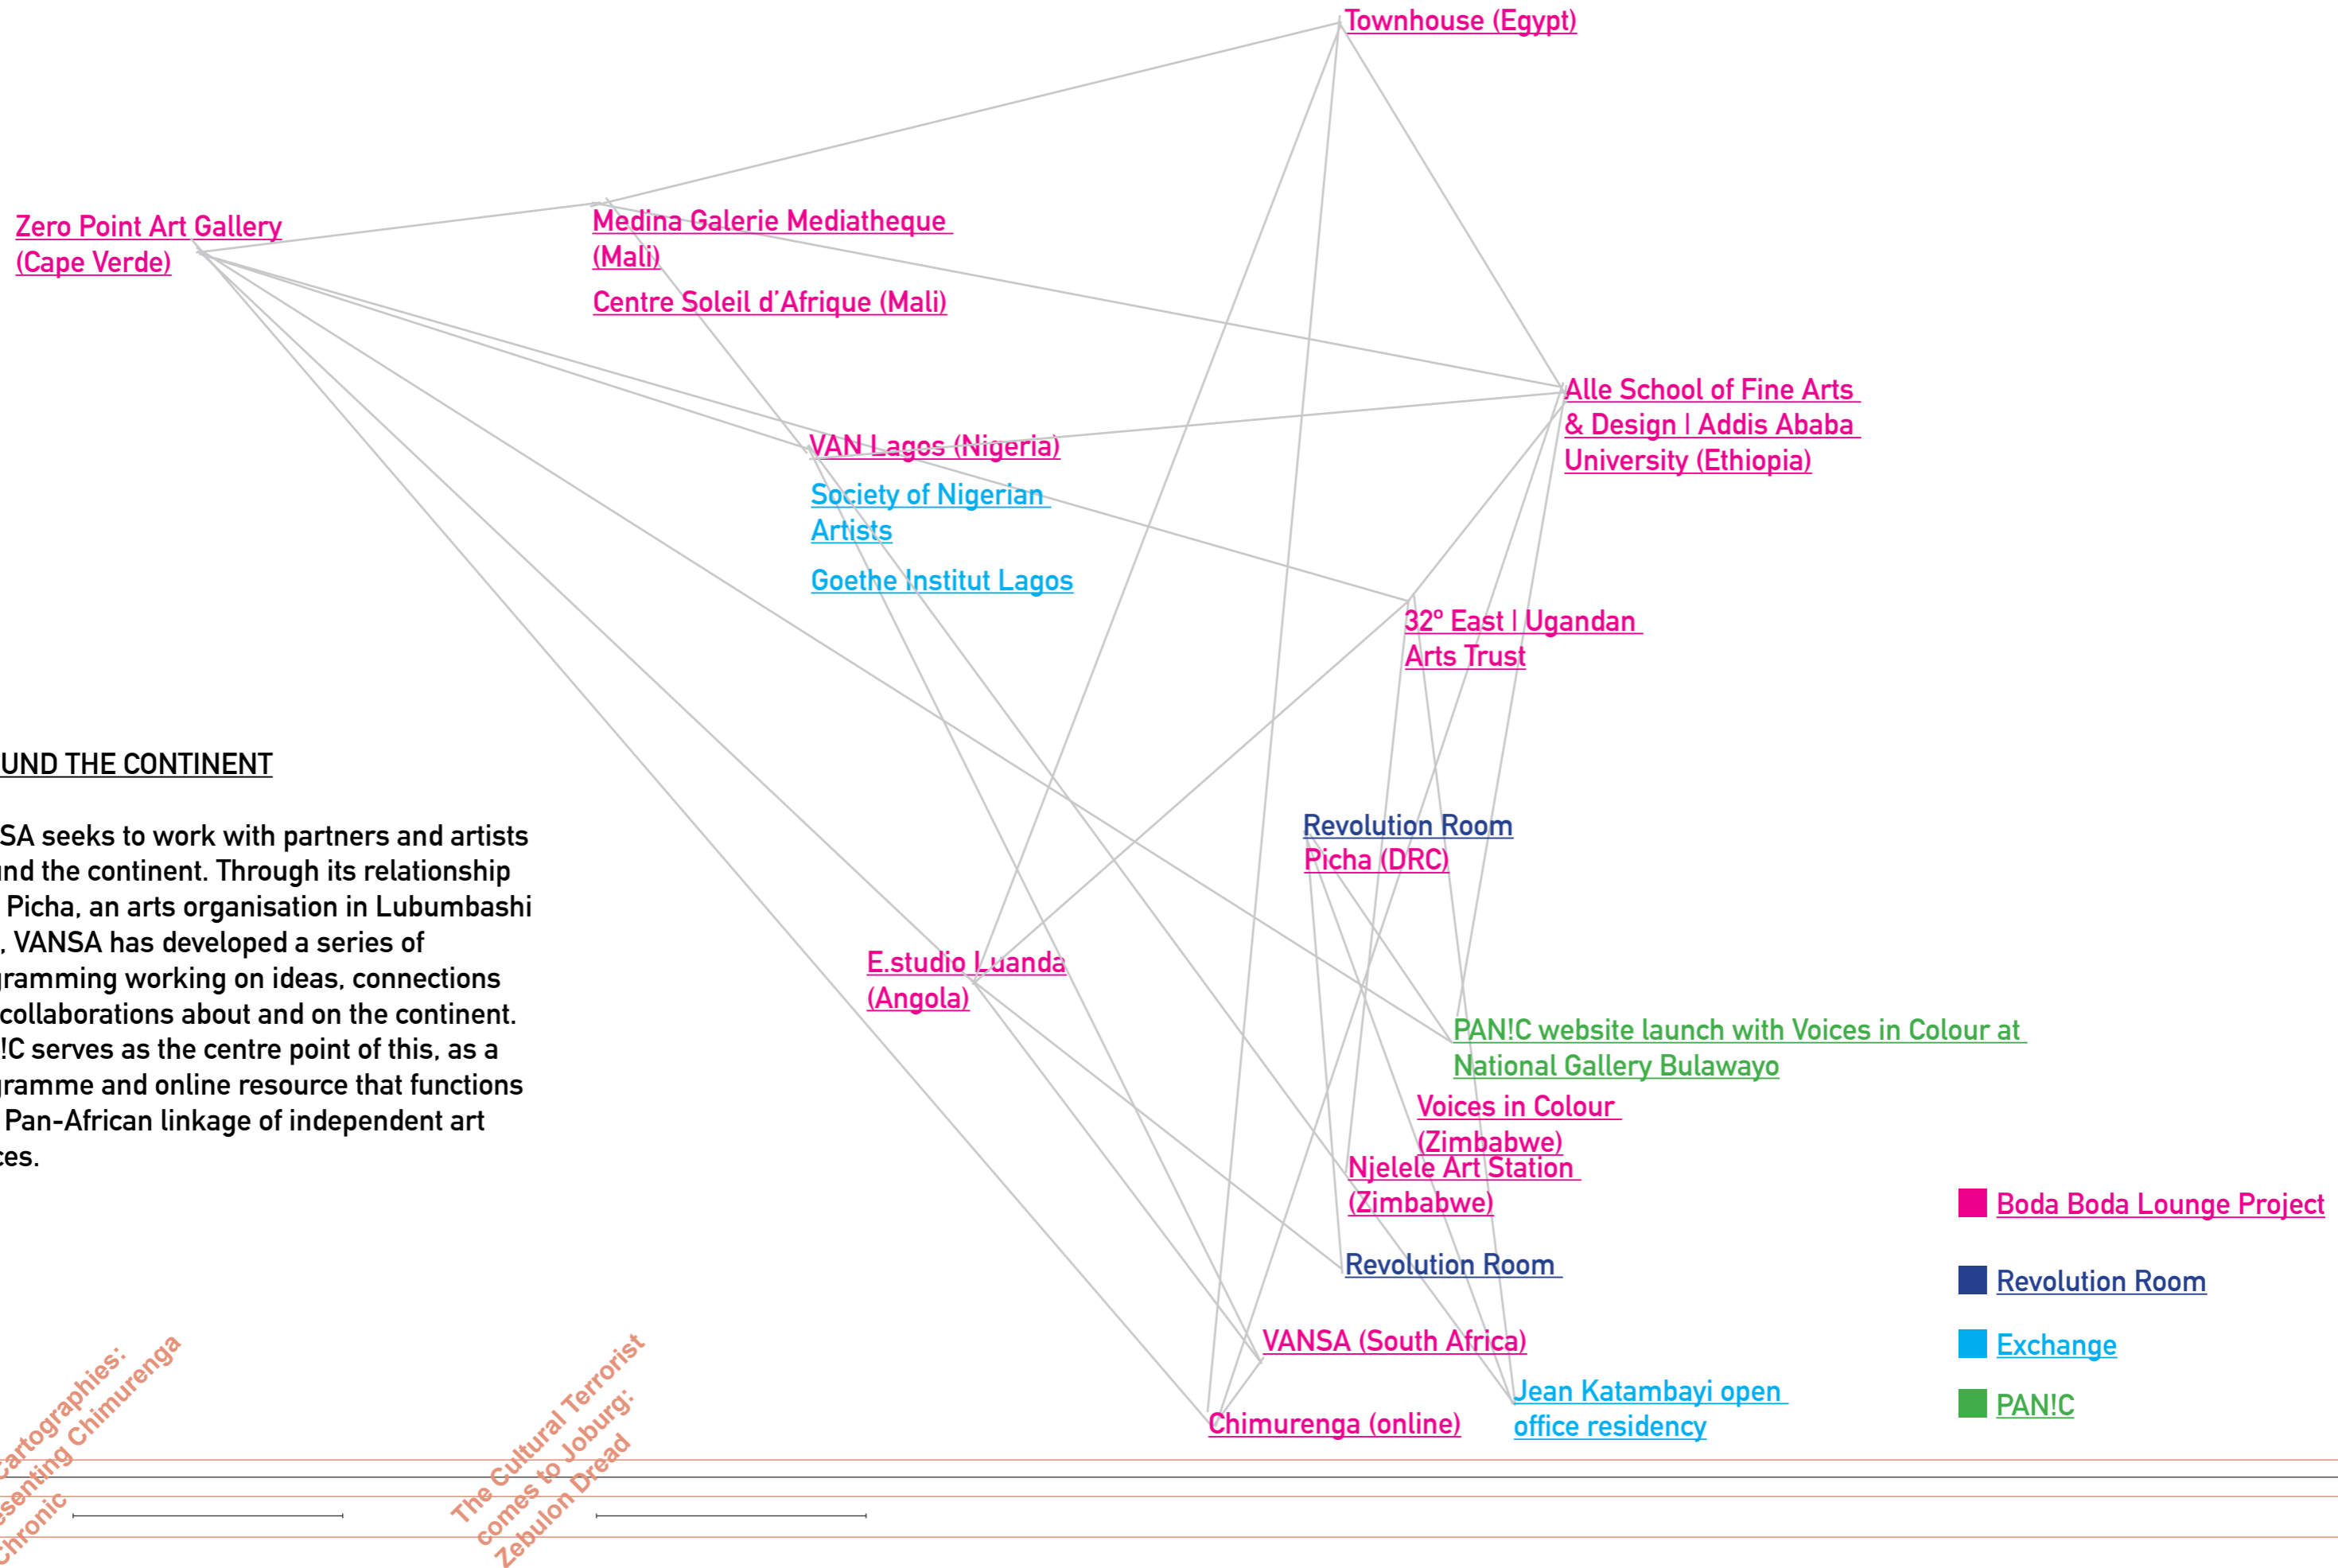 Townhouse (Egypt)
Zero Point Art Gallery
(Cape Verde)
Medina Galerie Mediatheque
(Mali)
Centre Soleil d’Afrique (Mali)
Alle School of Fine Arts
& Design | Addis Ababa
University (Ethiopia)
VAN Lagos (Nigeria)
Society of Nigerian
Artists
Goethe Institut Lagos
32º East | Ugandan
Arts Trust
UND THE CONTINENT
SA seeks to work with partners and artists
und the continent. Through its relationship
Picha, an arts organisation in Lubumbashi
, VANSA has developed a series of
gramming working on ideas, connections
collaborations about and on the continent.
!C serves as the centre point of this, as a
gramme and online resource that functions
Pan-African linkage of independent art
ces.
Revolution Room
Picha (DRC)
E.studio Luanda
(Angola)
PAN!C website launch with Voices in Colour at
National Gallery Bulawayo
Voices in Colour
(Zimbabwe)
Njelele Art Station
(Zimbabwe)
Revolution Room
VANSA (South Africa)
Jean Katambayi open
office residency
Chimurenga (online)
Boda Boda Lounge Project
Revolution Room
Exchange
PAN!C
Cartographies:
senting Chimurenga
Chronic
The Cultural Terrorist
comes to Joburg:
Zebulon Dread